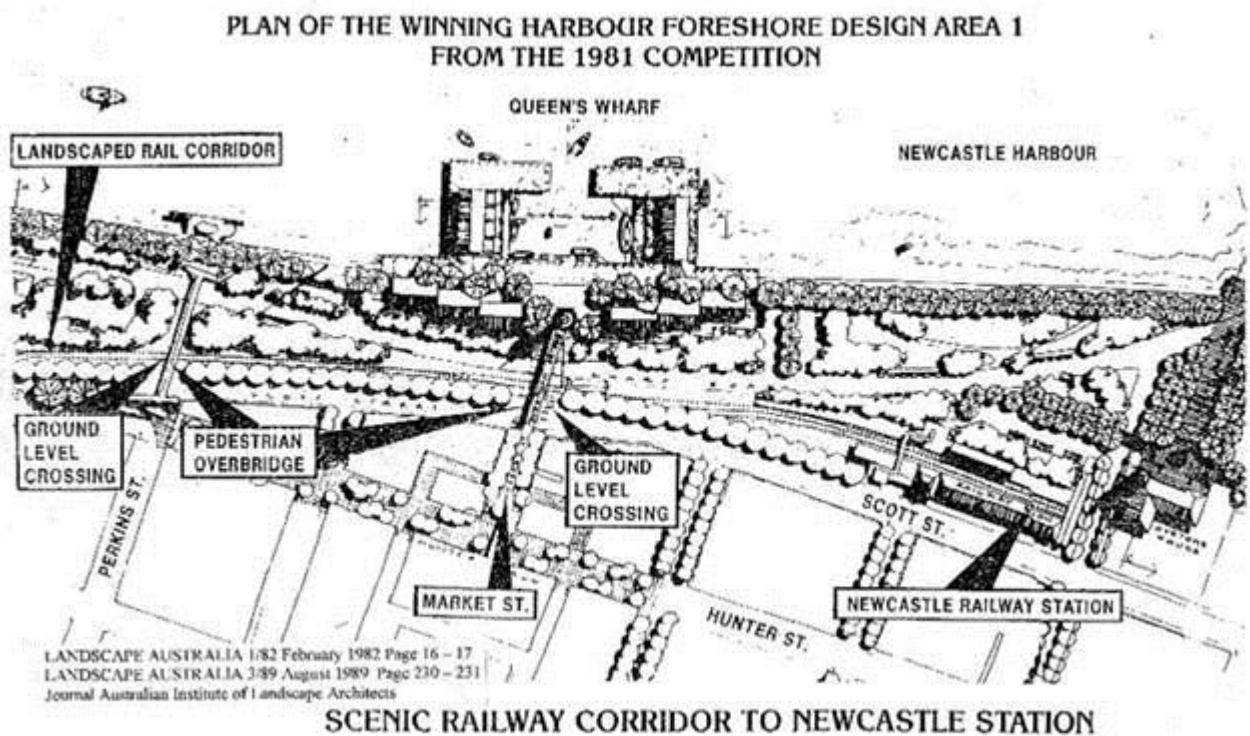 PLAN OF THE WINNING HARBOUR FORESHORE DESIGN AREA 1
FROM THE 1981 COMPETITION
QUEEN'S WHARF
LANDSCAPED RAIL CORRIDOR
NEWCASTLE HARBOUR
GROUND
LEVEL
CROSSING
PEDESTRIAN
OVERBRIDGE
GROUND
LEVEL
CROSSING
PERKINS ST.
SCOTT ST.
MARKET ST.
NEWCASTLE RAILWAY STATION
HUNTER ST.
LANDSCAPE AUSTRALIA 1/82 February 1982 Page 16 – 17
LANDSCAPE AUSTRALIA 3/89 August 1989 Page 230 – 231
Journal Australian Institute of Landscape Architects
SCENIC RAILWAY CORRIDOR TO NEWCASTLE STATION